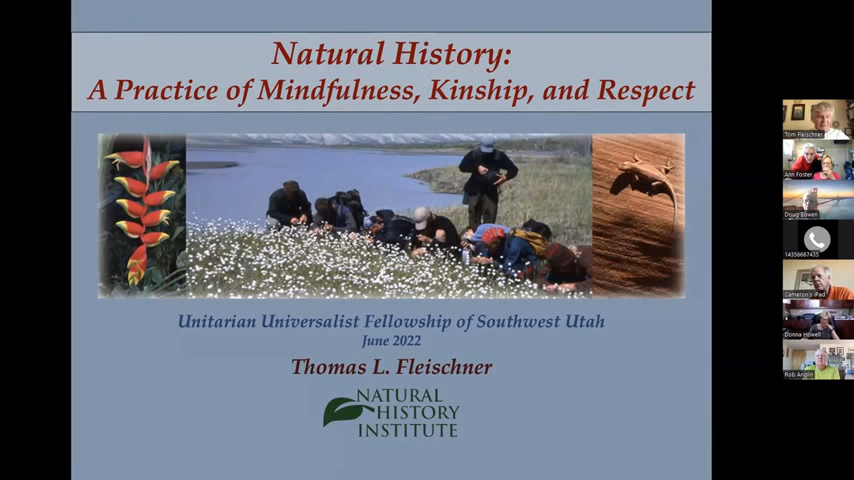 Natural History:
A Practice of Mindfulness, Kinship, and Respect
Unitarian Universalist Fellowship of Southwest Utah
June 2022
Thomas L. Fleischner
NATURAL
HISTORY
INSTITUTE
Tom Fleischner
Ann Foster
Doug Bowen
14356687435
Cameron's iPad
Donna Howell
Rob Anglin